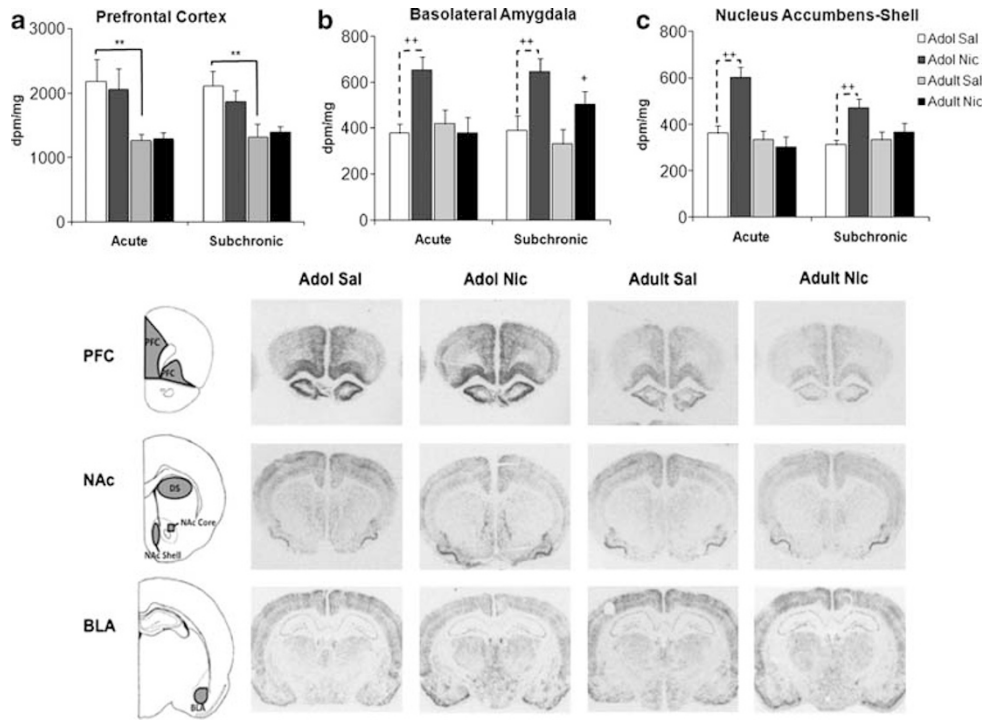 a Prefrontal Cortex
3000
2000
1000
0
dpm/mg
**
**
Acute
Subchronic
b Basolateral Amygdala
800
600
400
200
0
dpm/mg
++
++
+
Acute
Subchronic
c Nucleus Accumbens-Shell
800
600
400
200
0
dpm/mg
++
++
Acute
Subchronic
Adol Sal
Adol Nic
Adult Sal
Adult Nic
Adol Sal
Adol Nic
Adult Sal
Adult Nic
PFC
PFC
PFC
NAc
DS
NAc Core
NAc Shell
BLA
BLA